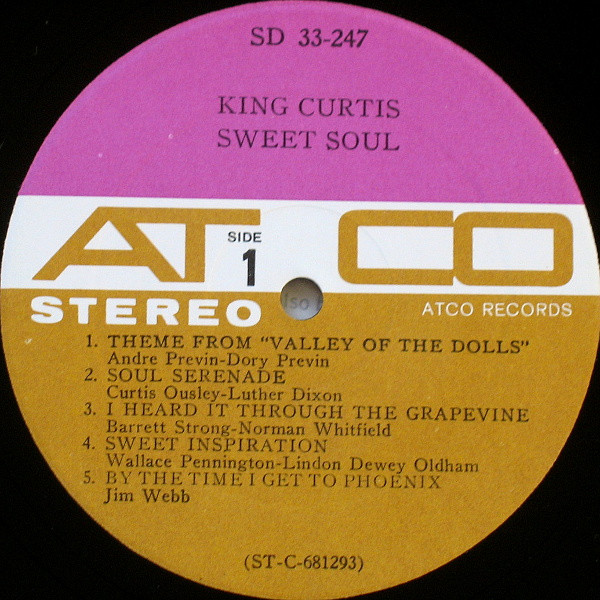 SD 33-247
KING CURTIS
SWEET SOUL
ATCO
SIDE
1
STEREO
ATCO RECORDS
1. THEME FROM "VALLEY OF THE DOLLS"
Andre Previn-Dory Previn
2. SOUL SERENADE
Curtis Ousley-Luther Dixon
3. I HEARD IT THROUGH THE GRAPEVINE
Barrett Strong-Norman Whitfield
4. SWEET INSPIRATION
Wallace Pennington-Lindon Dewey Oldham
5. BY THE TIME I GET TO PHOENIX
Jim Webb
(ST-C-681293)